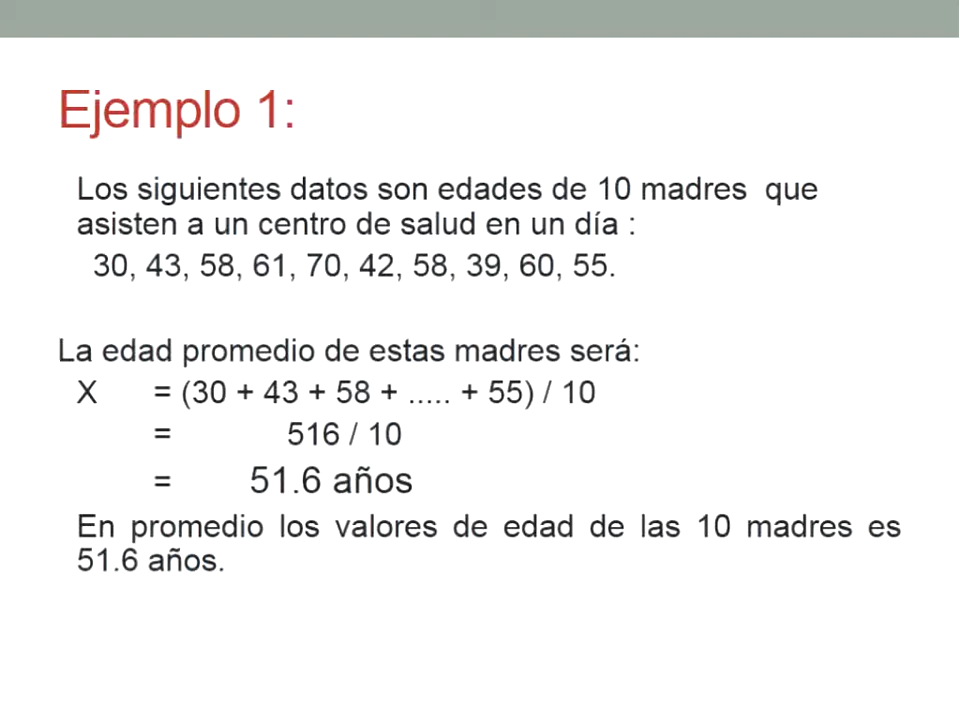 Ejemplo 1:
Los siguientes datos son edades de 10 madres que
asisten a un centro de salud en un día :
30, 43, 58, 61, 70, 42, 58, 39, 60, 55.
La edad promedio de estas madres será:
X = (30 + 43 + 58 + ..... + 55) / 10
= 516 / 10
= 51.6 años
En promedio los valores de edad de las 10 madres es
51.6 años.